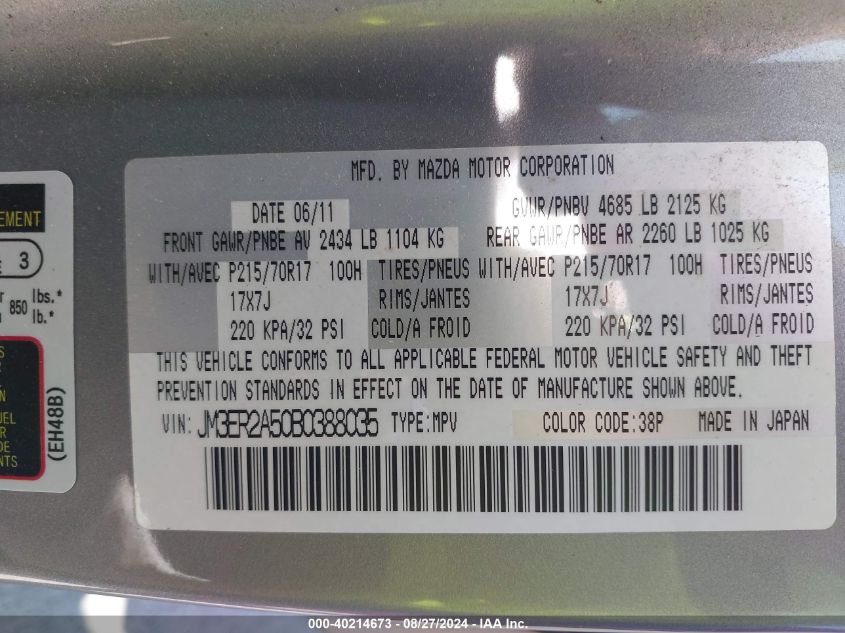 MFD. BY MAZDA MOTOR CORPORATION
DATE 06/11 GVWR/PNBV 4685 LB 2125 KG
FRONT GAWR/PNBE AV 2434 LB 1104 KG REAR GAWR/PNBE AR 2260 LB 1025 KG
WITH/AVEC P215/70R17 100H TIRES/PNEUS WITH/AVEC P215/70R17 100H TIRES/PNEUS
17X7J RIMS/JANTES 17X7J RIMS/JANTES
220 KPA/32 PSI COLD/A FROID 220 KPA/32 PSI COLD/A FROID
THIS VEHICLE CONFORMS TO ALL APPLICABLE FEDERAL MOTOR VEHICLE SAFETY AND THEFT
PREVENTION STANDARDS IN EFFECT ON THE DATE OF MANUFACTURE SHOWN ABOVE.
VIN: JM3ER2A50B0388035 TYPE:MPV COLOR CODE:38P MADE IN JAPAN
EMENT
3
850 lbs.*
lb.*
(EH48B)
000-40214673 - 08/27/2024 - IAA Inc.